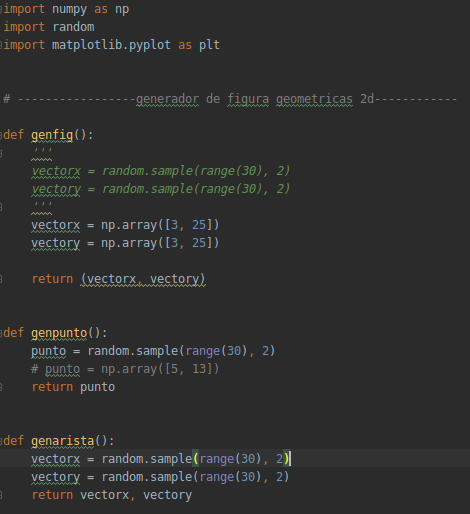 import numpy as np
import random
import matplotlib.pyplot as plt
# -----------------generador de figura geometricas 2d------------
def genfig():
    '''
    vectorx = random.sample(range(30), 2)
    vectory = random.sample(range(30), 2)
    '''
    vectorx = np.array([3, 25])
    vectory = np.array([3, 25])
    return (vectorx, vectory)
def genpunto():
    punto = random.sample(range(30), 2)
    # punto = np.array([5, 13])
    return punto
def genarista():
    vectorx = random.sample(range(30), 2)
    vectory = random.sample(range(30), 2)
    return vectorx, vectory